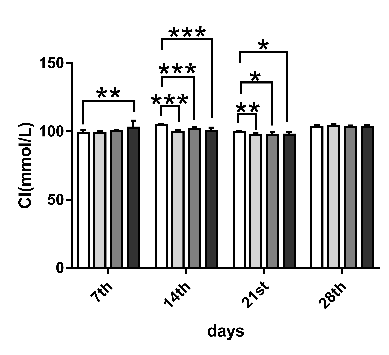 ***
* 
150
***
*
**
***
**
100
Cl(mmol/L)
50
0
7th
14th
21st
28th
days